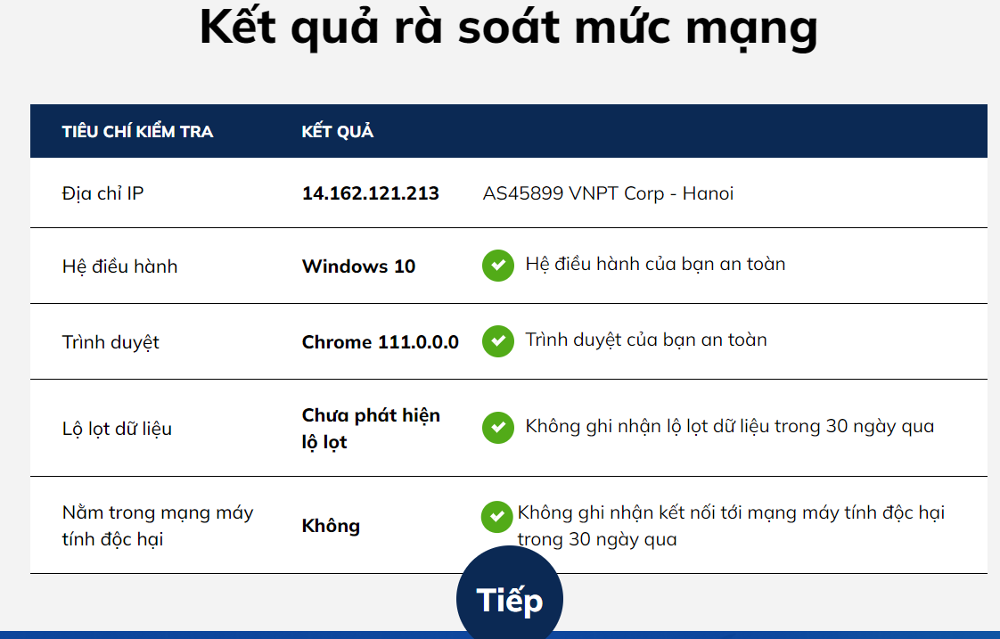 Kết quả rà soát mức mạng
TIÊU CHÍ KIỂM TRA KẾT QUẢ
Địa chỉ IP 14.162.121.213 AS45899 VNPT Corp - Hanoi
Hệ điều hành Windows 10 Hệ điều hành của bạn an toàn
Trình duyệt Chrome 111.0.0.0 Trình duyệt của bạn an toàn
Lộ lọt dữ liệu Chưa phát hiện lộ lọt Không ghi nhận lộ lọt dữ liệu trong 30 ngày qua
Nằm trong mạng máy tính độc hại Không Không ghi nhận kết nối tới mạng máy tính độc hại trong 30 ngày qua
Tiếp